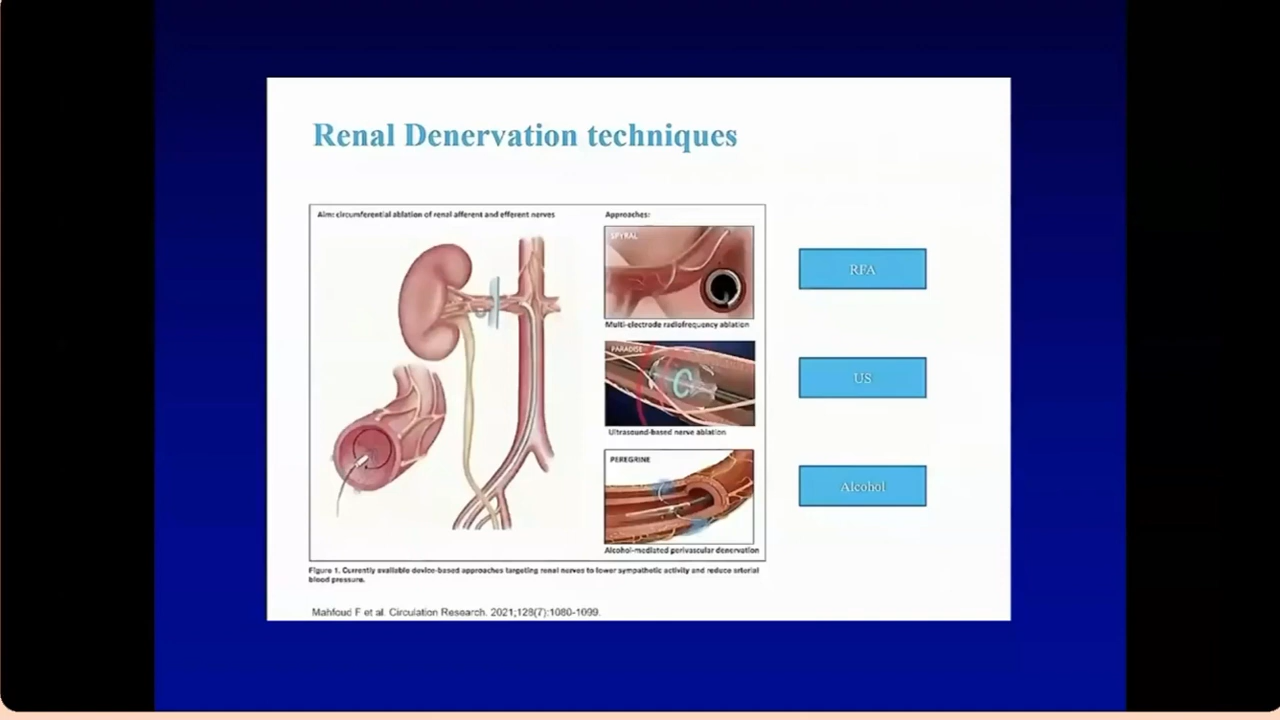 Renal Denervation techniques
Aim: circumferential ablation of renal afferent and efferent nerves
Approaches:
SPYRAL
Multi-electrode radiofrequency ablation
RFA
PARADISE
Ultrasound-based nerve ablation
US
PEREGRINE
Alcohol-mediated perivascular denervation
Alcohol
Figure 1. Currently available device-based approaches targeting renal nerves to lower sympathetic activity and reduce arterial
blood pressure.
Mahfoud F et al. Circulation Research. 2021;128(7):1080-1099.